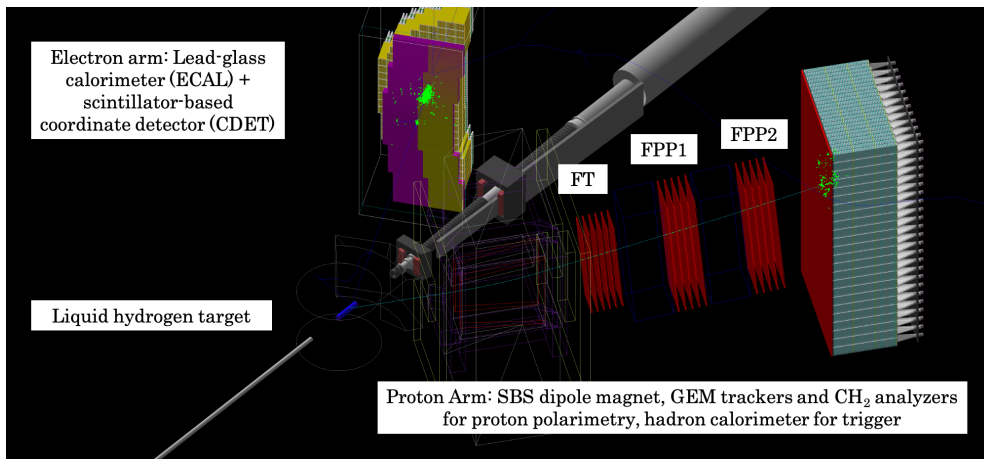 Electron arm: Lead-glass
calorimeter (ECAL) +
scintillator-based
coordinate detector (CDET)
FT
FPP1
FPP2
Liquid hydrogen target
Proton Arm: SBS dipole magnet, GEM trackers and CH₂ analyzers
for proton polarimetry, hadron calorimeter for trigger